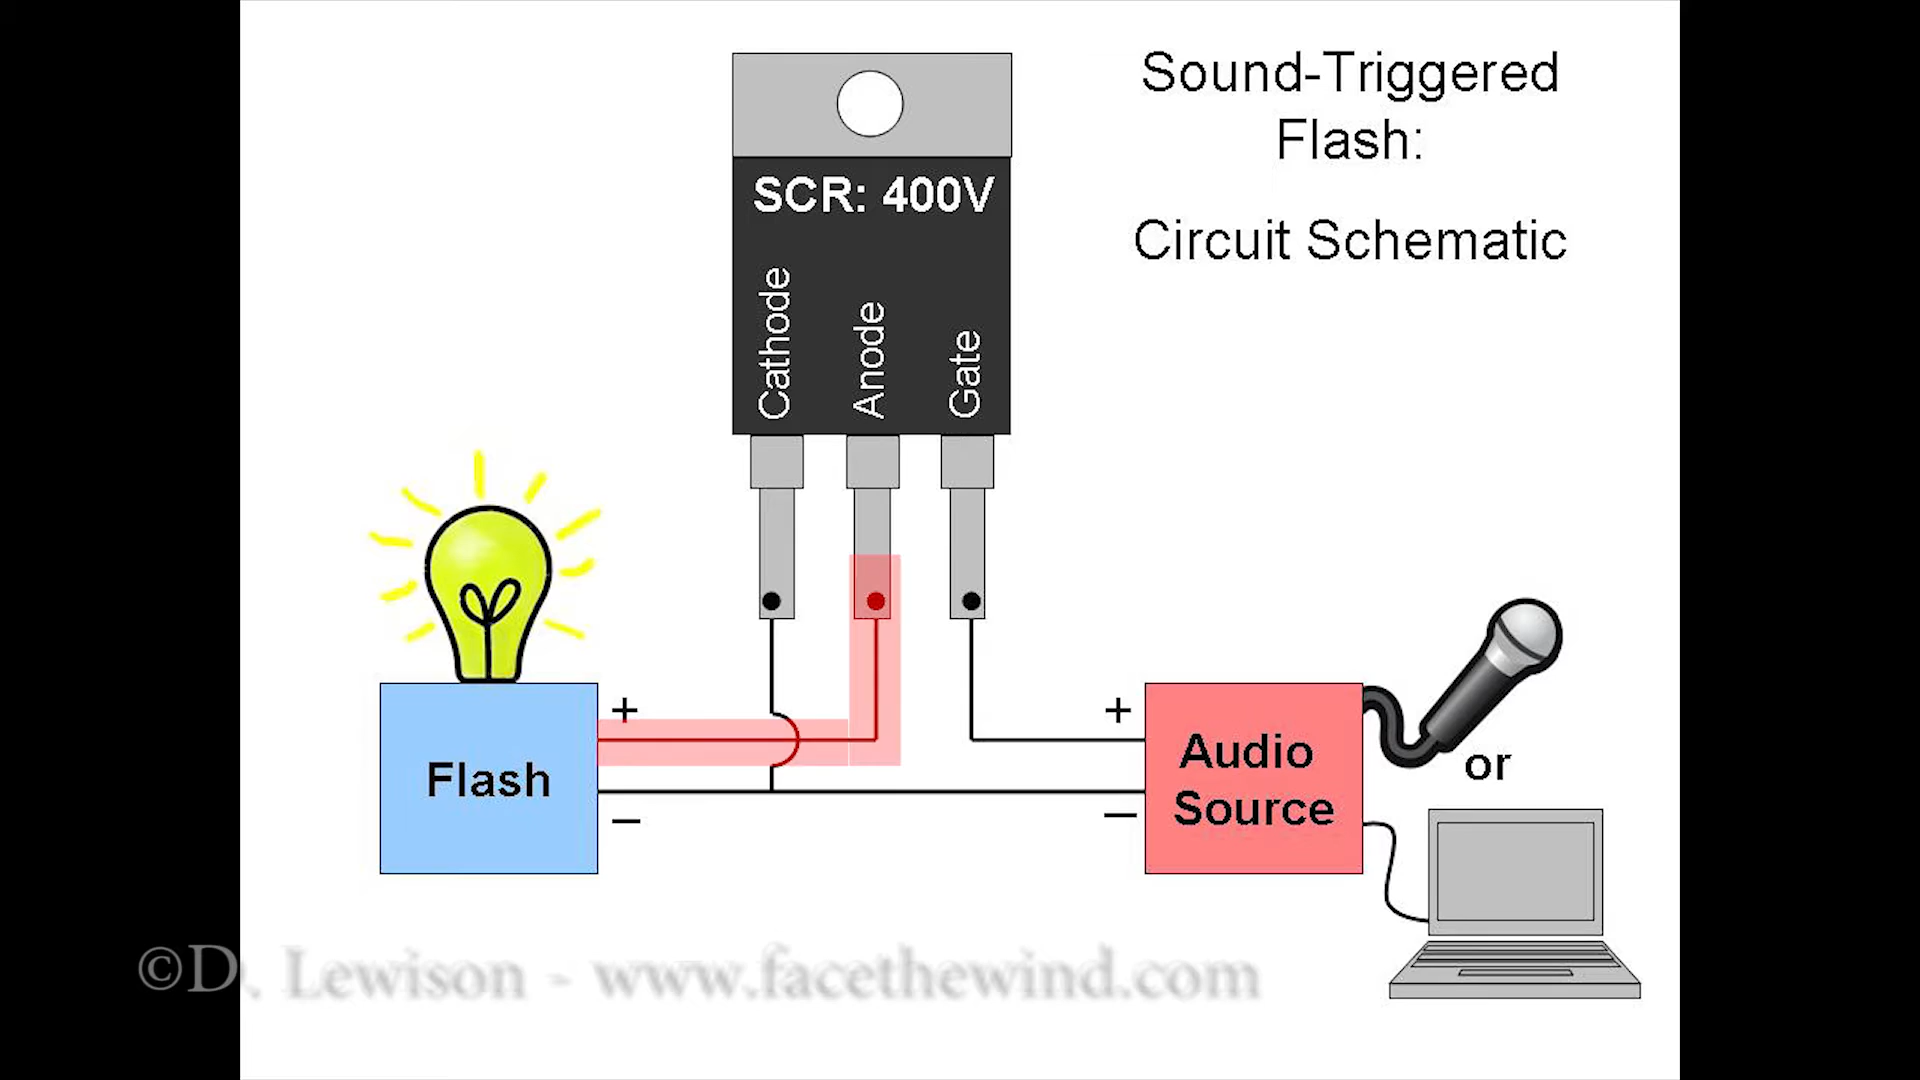 Sound-Triggered
Flash:
Circuit Schematic
SCR: 400V
Cathode
Anode
Gate
+
+
Flash
Audio
Source
or
–
–
©D. Lewison - www.facethewind.com